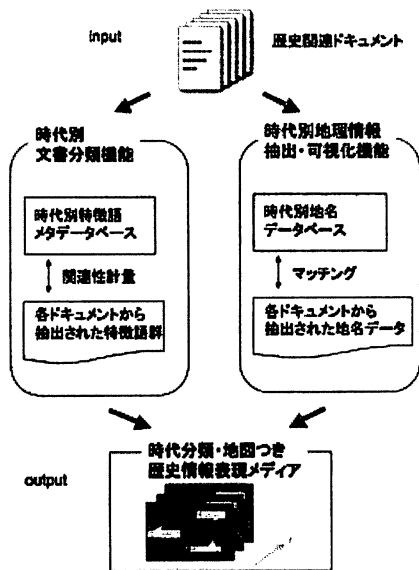 input
歴史関連ドキュメント
時代別
文書分類機能
時代別特徴語
メタデータベース
関連性計量
各ドキュメントから
抽出された特徴語群
時代別地理情報
抽出・可視化機能
時代別地名
データベース
マッチング
各ドキュメントから
抽出された地名データ
output
時代分類・地図つき
歴史情報表現メディア